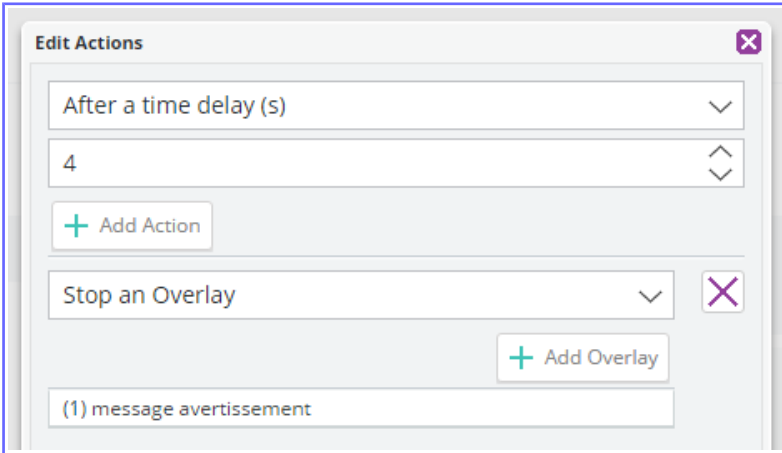 Edit Actions
After a time delay (s)
4
Add Action
Stop an Overlay
Add Overlay
(1) message avertissement